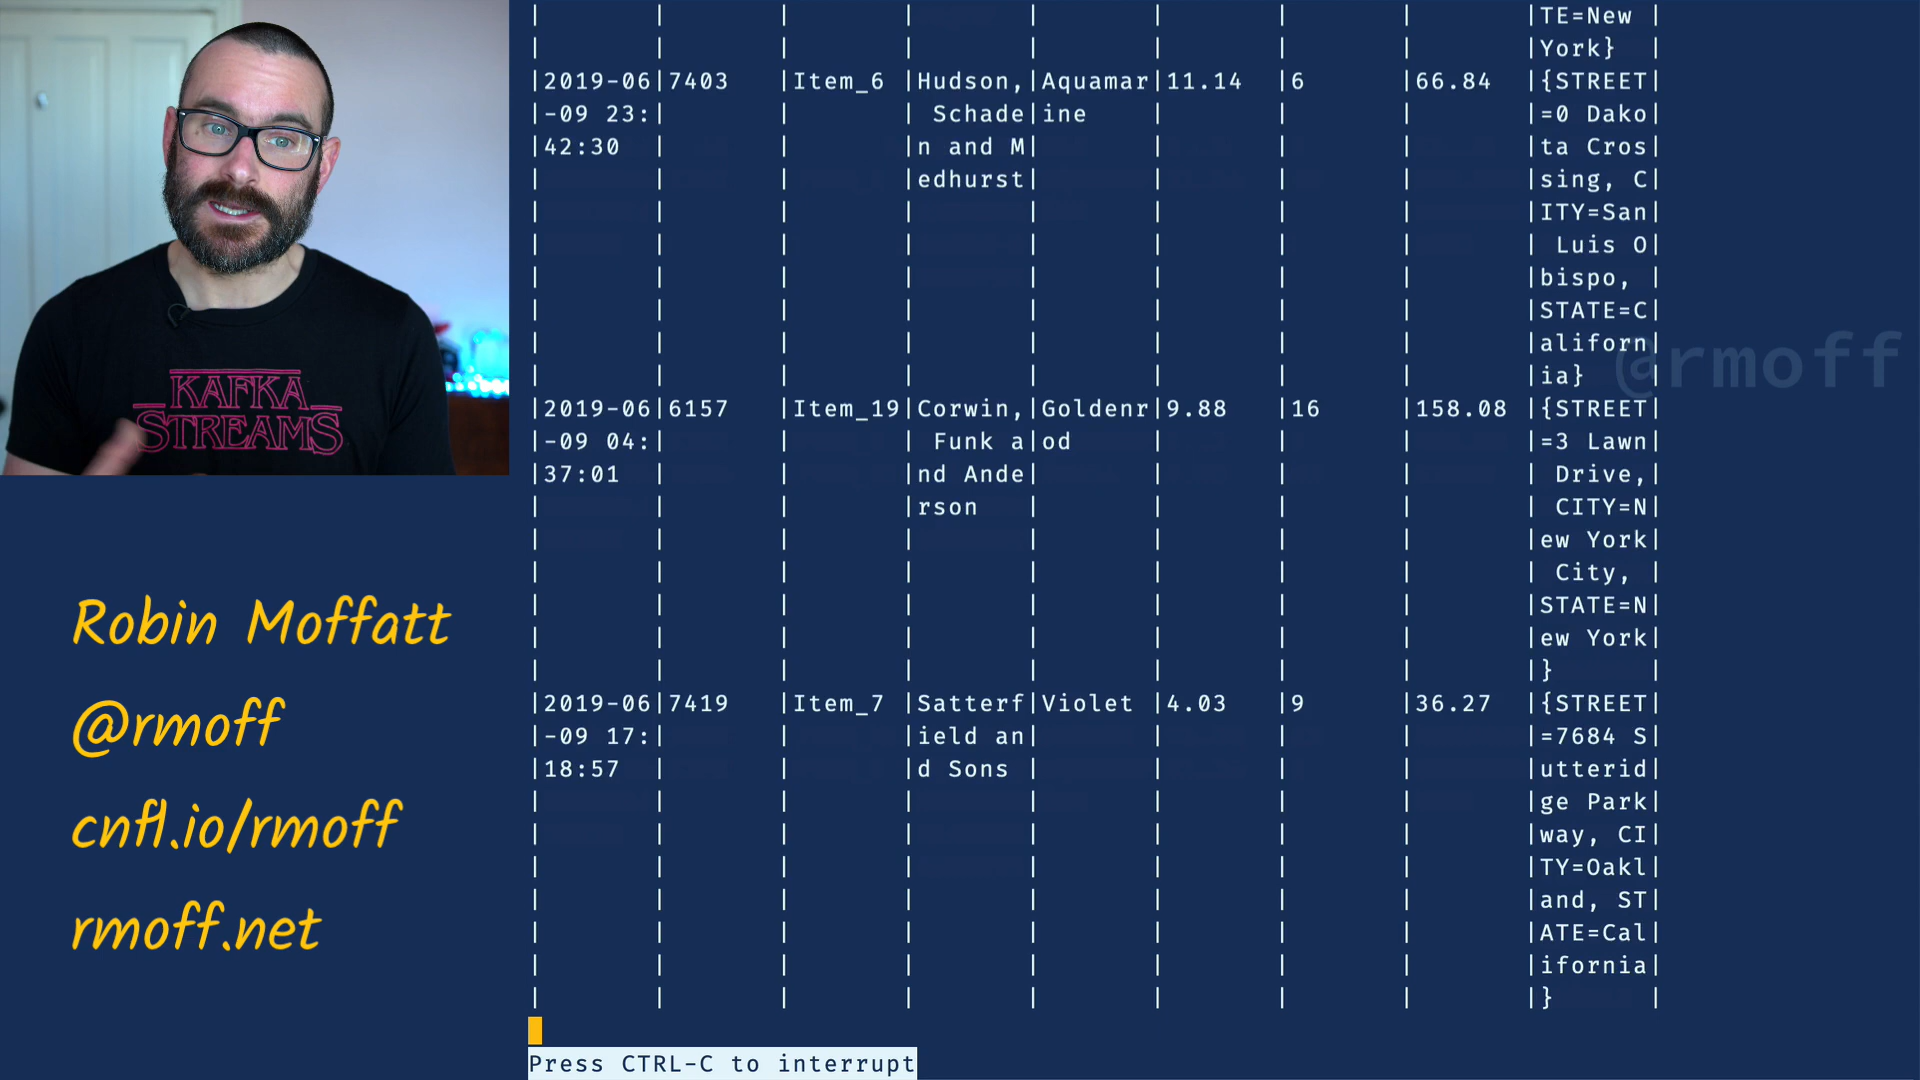 KAFKA
STREAMS
Robin Moffatt
@rmoff
cnfl.io/rmoff
rmoff.net
| | | | | | | | |TE=New |
| | | | | | | | |York} |
|2019-06|7403 |Item_6 |Hudson,|Aquamar|11.14 |6 |66.84 |{STREET|
|-09 23:| | | Schade|ine | | | |=0 Dako|
|42:30 | | |n and M| | | | |ta Cros|
| | | |edhurst| | | | |sing, C|
| | | | | | | | |ITY=San|
| | | | | | | | | Luis O|
| | | | | | | | |bispo, |
| | | | | | | | |STATE=C|
| | | | | | | | |aliforn|
| | | | | | | | |ia} |
|2019-06|6157 |Item_19|Corwin,|Goldenr|9.88 |16 |158.08 |{STREET|
|-09 04:| | | Funk a|od | | | |=3 Lawn|
|37:01 | | |nd Ande| | | | | Drive,|
| | | |rson | | | | | CITY=N|
| | | | | | | | |ew York|
| | | | | | | | | City, |
| | | | | | | | |STATE=N|
| | | | | | | | |ew York|
| | | | | | | | |} |
|2019-06|7419 |Item_7 |Satterf|Violet |4.03 |9 |36.27 |{STREET|
|-09 17:| | |ield an| | | | |=7684 S|
|18:57 | | |d Sons | | | | |utterid|
| | | | | | | | |ge Park|
| | | | | | | | |way, CI|
| | | | | | | | |TY=Oakl|
| | | | | | | | |and, ST|
| | | | | | | | |ATE=Cal|
| | | | | | | | |ifornia|
| | | | | | | | |} |
Press CTRL-C to interrupt
@rmoff